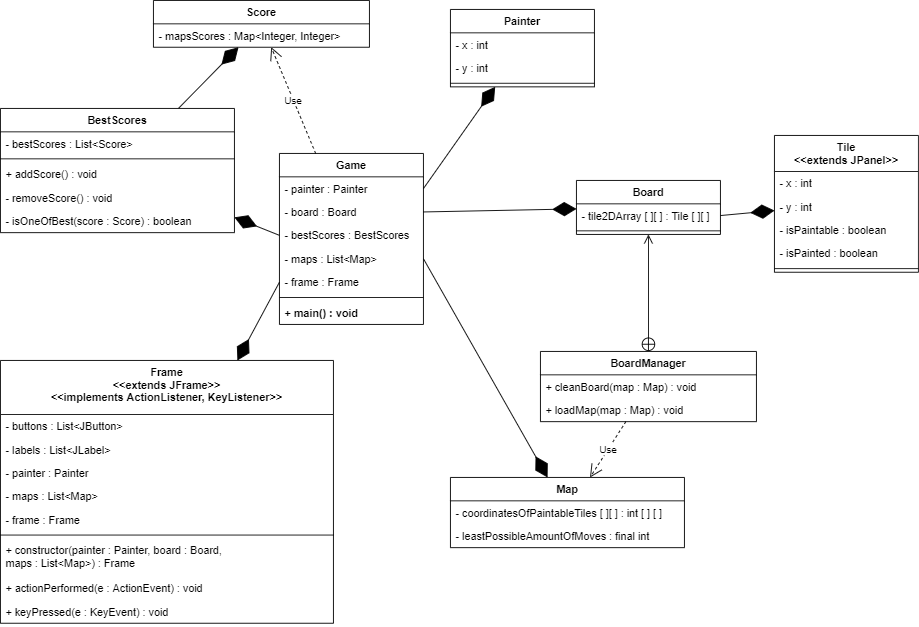 Score
- mapsScores : Map<Integer, Integer>
Painter
- x : int
- y : int
Use
BestScores
- bestScores : List<Score>
+ addScore() : void
- removeScore() : void
- isOneOfBest(score : Score) : boolean
Game
- painter : Painter
- board : Board
- bestScores : BestScores
- maps : List<Map>
- frame : Frame
+ main() : void
Board
- tile2DArray [ ][ ] : Tile [ ][ ]
Tile
<<extends JPanel>>
- x : int
- y : int
- isPaintable : boolean
- isPainted : boolean
BoardManager
+ cleanBoard(map : Map) : void
+ loadMap(map : Map) : void
Use
Frame
<<extends JFrame>>
<<implements ActionListener, KeyListener>>
- buttons : List<JButton>
- labels : List<JLabel>
- painter : Painter
- maps : List<Map>
- frame : Frame
+ constructor(painter : Painter, board : Board,
maps : List<Map>) : Frame
+ actionPerformed(e : ActionEvent) : void
+ keyPressed(e : KeyEvent) : void
Map
- coordinatesOfPaintableTiles [ ][ ] : int [ ] [ ]
- leastPossibleAmountOfMoves : final int